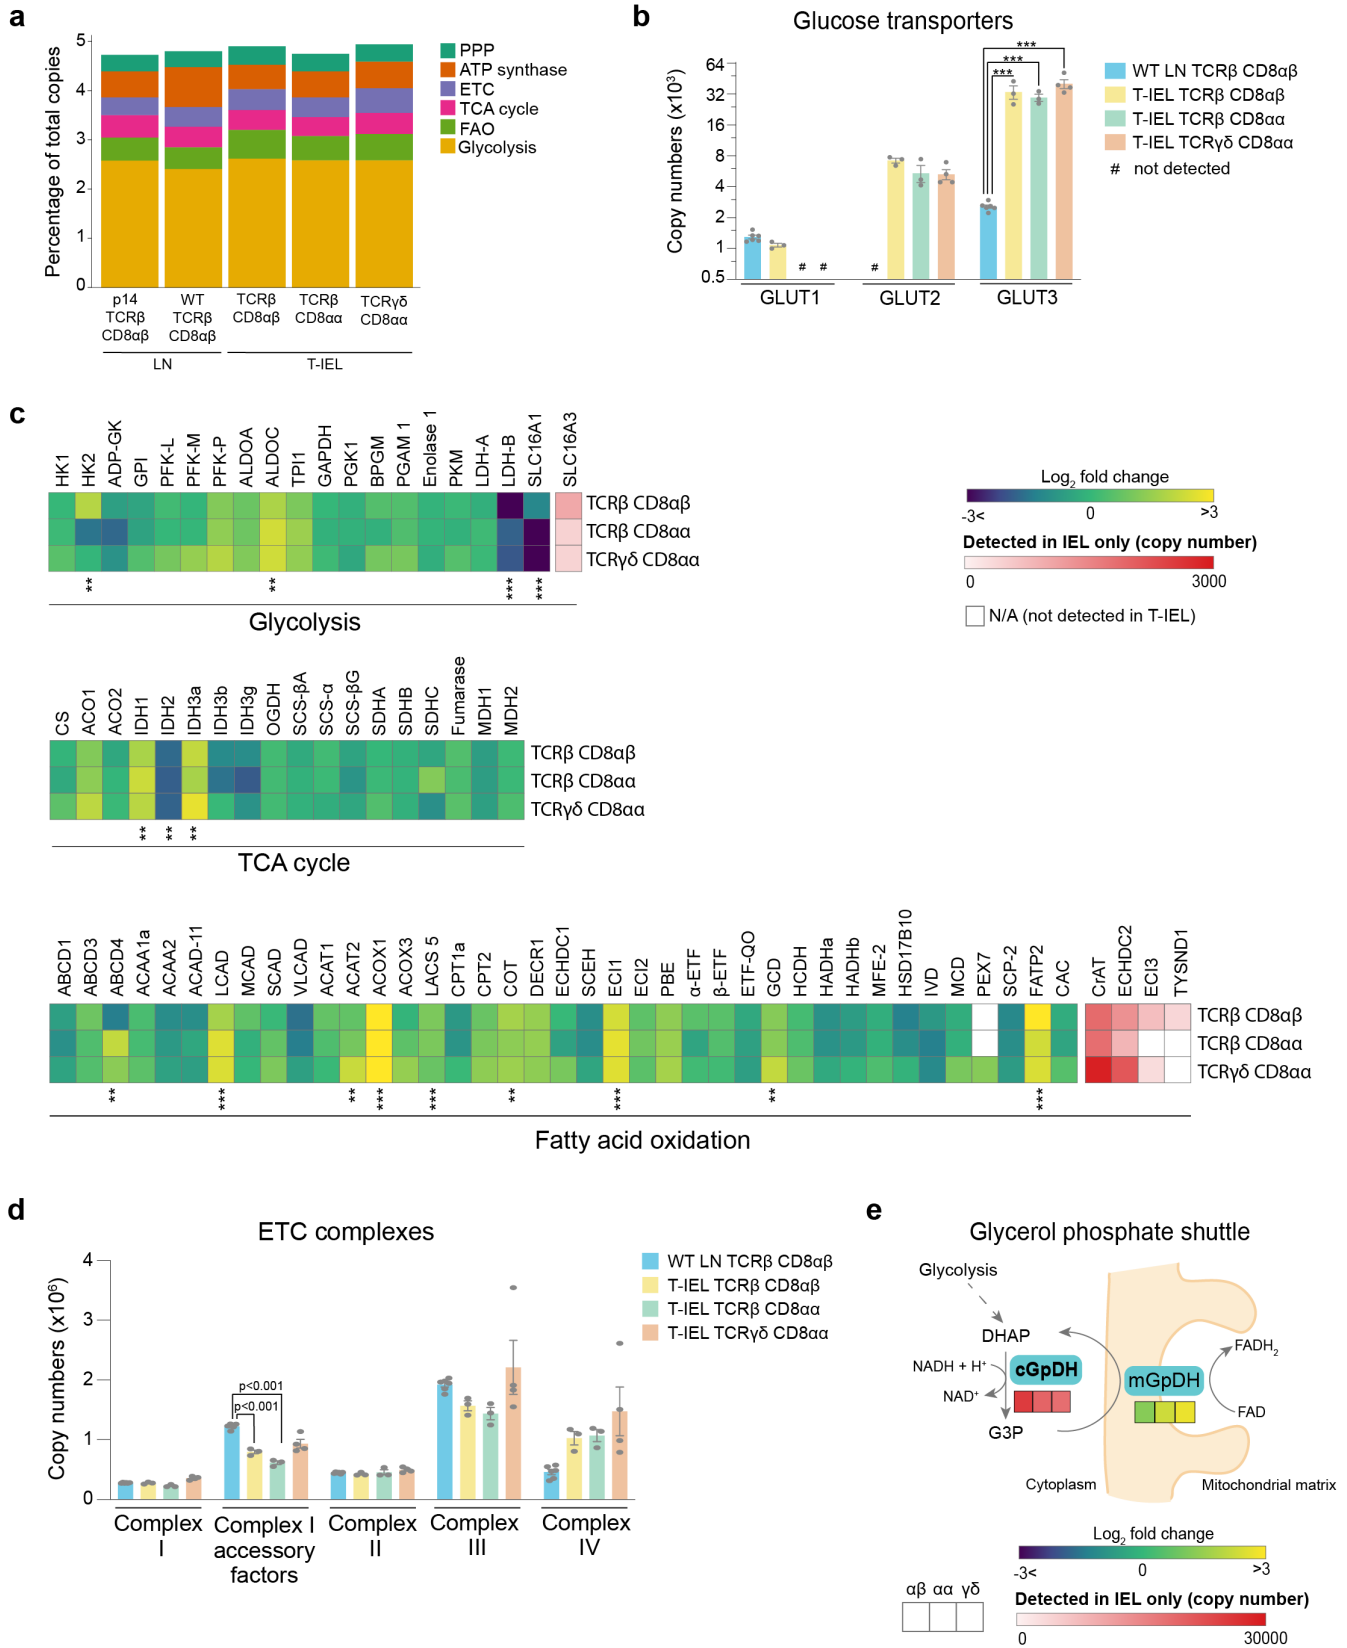 a
Percentage of total copies
5
4
3
2
1
0
p14
TCRβ
CD8αβ
WT
TCRβ
CD8αβ
TCRβ
CD8αβ
TCRβ
CD8αα
TCRγδ
CD8αα
LN
T-IEL
PPP
ATP synthase
ETC
TCA cycle
FAO
Glycolysis
b
Glucose transporters
Copy numbers (x10³)
64
32
16
8
4
2
1
0.5
# #
#
***
***
***
GLUT1
GLUT2
GLUT3
WT LN TCRβ CD8αβ
T-IEL TCRβ CD8αβ
T-IEL TCRβ CD8αα
T-IEL TCRγδ CD8αα
# not detected
c
HK1
HK2
ADP-GK
GPI
PFK-L
PFK-M
PFK-P
ALDOA
ALDOC
TPI1
GAPDH
PGK1
BPGM
PGAM 1
Enolase 1
PKM
LDH-A
LDH-B
SLC16A1
SLC16A3
TCRβ CD8αβ
TCRβ CD8αα
TCRγδ CD8αα
**
**
***
***
Glycolysis
Log₂ fold change
-3<
0
>3
Detected in IEL only (copy number)
0
3000
N/A (not detected in T-IEL)
CS
ACO1
ACO2
IDH1
IDH2
IDH3a
IDH3b
IDH3g
OGDH
SCS-βA
SCS-α
SCS-βG
SDHA
SDHB
SDHC
Fumarase
MDH1
MDH2
TCRβ CD8αβ
TCRβ CD8αα
TCRγδ CD8αα
**
**
**
TCA cycle
ABCD1
ABCD3
ABCD4
ACAA1a
ACAA2
ACAD-11
LCAD
MCAD
SCAD
VLCAD
ACAT1
ACAT2
ACOX1
ACOX3
LACS 5
CPT1a
CPT2
COT
DECR1
ECHDC1
SCEH
ECI1
ECI2
PBE
α-ETF
β-ETF
ETF-QO
GCD
HCDH
HADHa
HADHb
MFE-2
HSD17B10
IVD
MCD
PEX7
SCP-2
FATP2
CAC
CrAT
ECHDC2
ECI3
TYSND1
TCRβ CD8αβ
TCRβ CD8αα
TCRγδ CD8αα
**
***
**
***
***
**
***
**
***
Fatty acid oxidation
d
ETC complexes
Copy numbers (x10⁶)
4
3
2
1
0
p<0.001
p<0.001
Complex
I
Complex I
accessory
factors
Complex
II
Complex
III
Complex
IV
WT LN TCRβ CD8αβ
T-IEL TCRβ CD8αβ
T-IEL TCRβ CD8αα
T-IEL TCRγδ CD8αα
e
Glycerol phosphate shuttle
Glycolysis
DHAP
NADH + H⁺
NAD⁺
cGpDH
G3P
mGpDH
FADH₂
FAD
Cytoplasm
Mitochondrial matrix
Log₂ fold change
-3<
0
>3
αβ αα γδ
Detected in IEL only (copy number)
0
30000